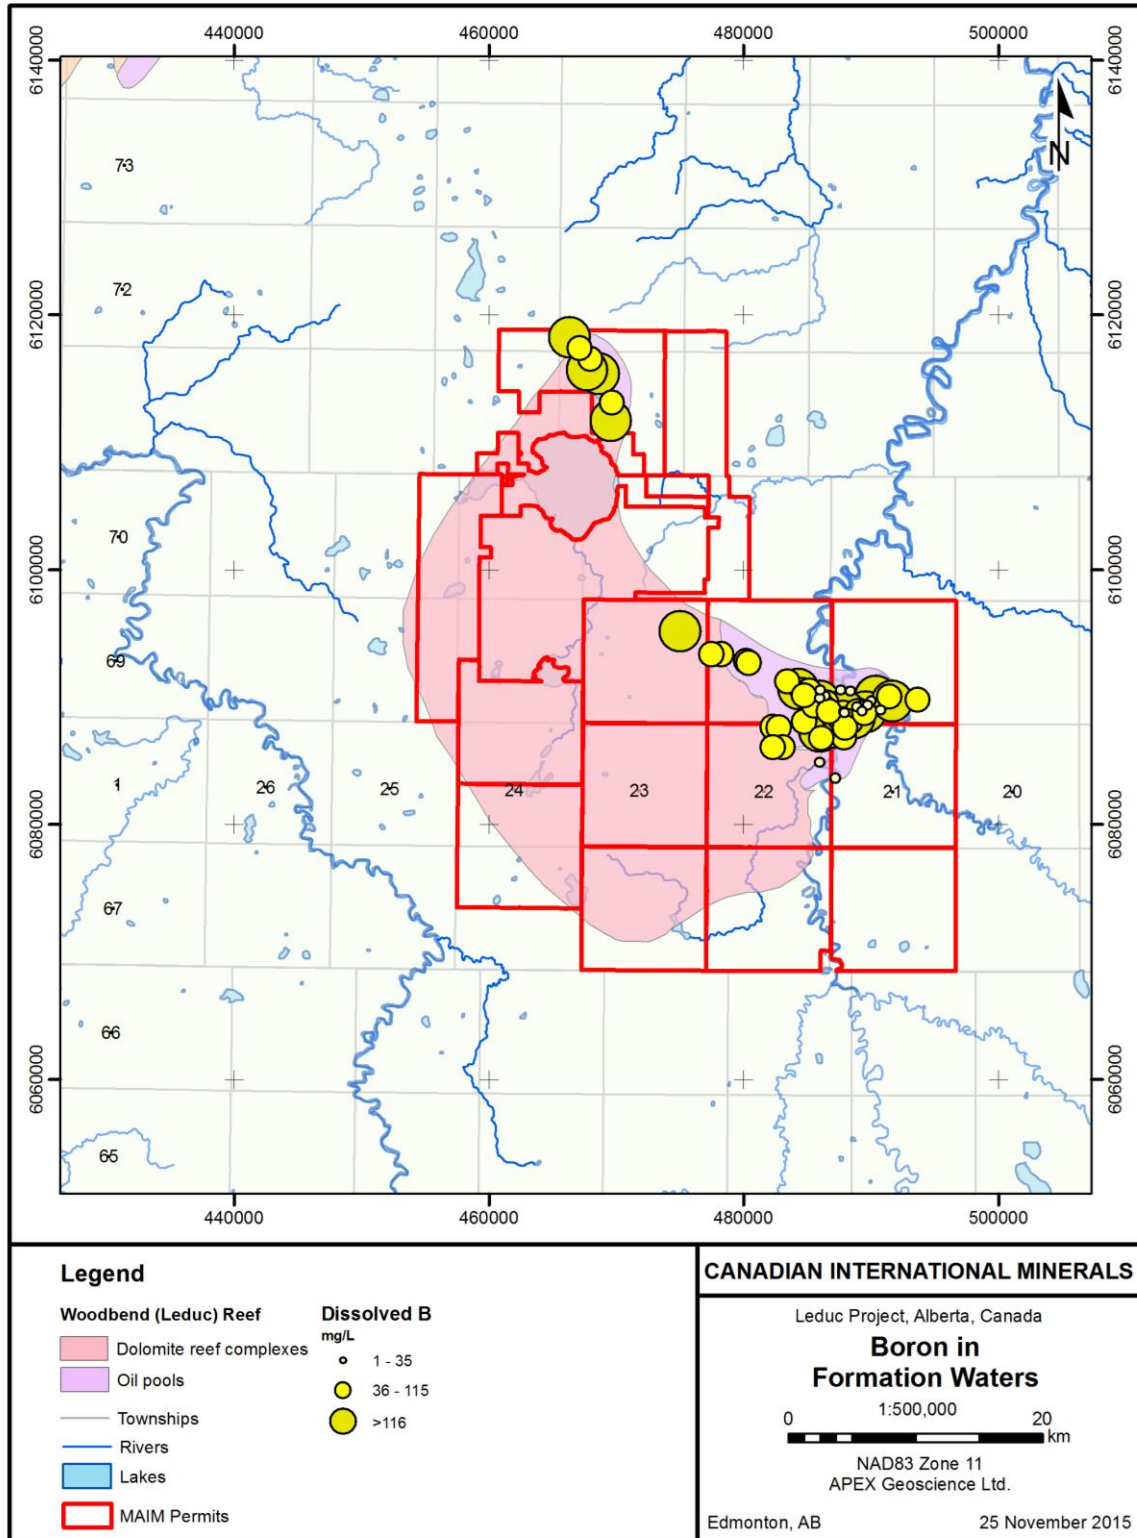 440000
460000
480000
500000
6140000
6140000
N
73
72
6120000
6120000
70
6100000
6100000
69
1
26
25
24
23
22
21
20
6080000
6080000
67
66
6060000
6060000
65
440000
460000
480000
500000
Legend
Woodbend (Leduc) Reef
Dolomite reef complexes
Oil pools
Townships
Rivers
Lakes
MAIM Permits
Dissolved B
mg/L
1 - 35
36 - 115
>116
CANADIAN INTERNATIONAL MINERALS
Leduc Project, Alberta, Canada
Boron in
Formation Waters
1:500,000
0 20
km
NAD83 Zone 11
APEX Geoscience Ltd.
Edmonton, AB 25 November 2015